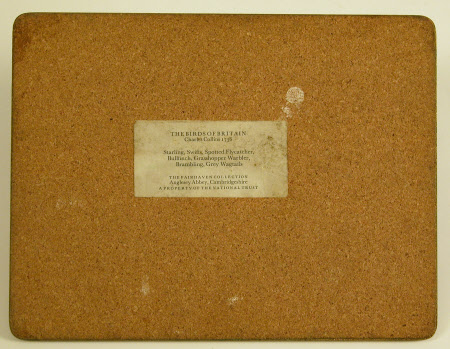 THE BIRDS OF BRITAIN
Charles Collins 1736
Starling, Swifts, Spotted Flycatcher,
Bullfinch, Grasshopper Warbler,
Brambling, Grey Wagtails
THE FAIRHAVEN COLLECTION
Anglesey Abbey, Cambridgeshire
A PROPERTY OF THE NATIONAL TRUST